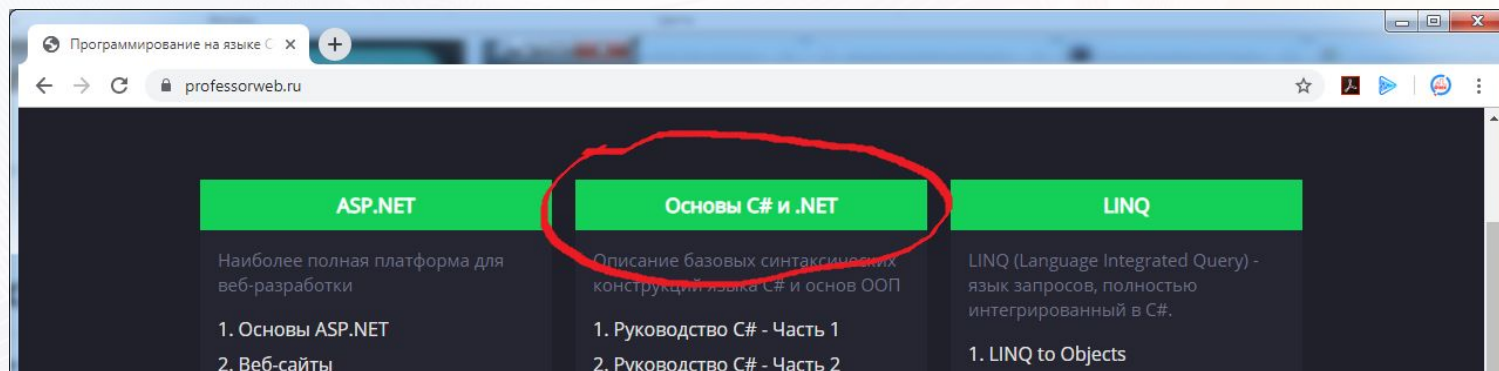 Программирование на языке C
professorweb.ru
ASP.NET
Наиболее полная платформа для
веб-разработки
1. Основы ASP.NET
2. Веб-сайты
Основы C# и .NET
Описание базовых синтаксических
конструкций языка C# и основ ООП
1. Руководство C# - Часть 1
2. Руководство C# - Часть 2
LINQ
LINQ (Language Integrated Query) -
язык запросов, полностью
интегрированный в C#.
1. LINQ to Objects